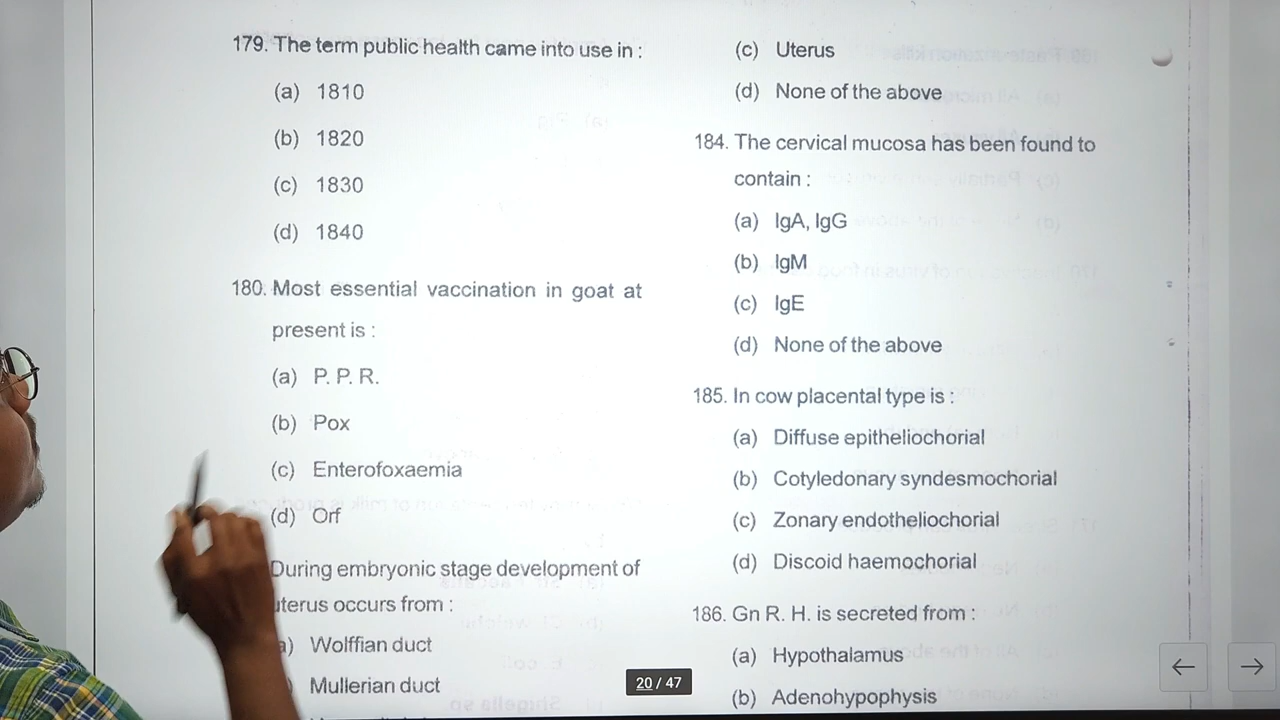 179. The term public health came into use in :
(a) 1810
(b) 1820
(c) 1830
(d) 1840
180. Most essential vaccination in goat at
present is :
(a) P. P. R.
(b) Pox
(c) Enterofoxaemia
(d) Orf
During embryonic stage development of
uterus occurs from :
a) Wolffian duct
) Mullerian duct
(c) Uterus
(d) None of the above
184. The cervical mucosa has been found to
contain :
(a) IgA, IgG
(b) IgM
(c) IgE
(d) None of the above
185. In cow placental type is :
(a) Diffuse epitheliochorial
(b) Cotyledonary syndesmochorial
(c) Zonary endotheliochorial
(d) Discoid haemochorial
186. Gn R. H. is secreted from :
(a) Hypothalamus
(b) Adenohypophysis
20 / 47